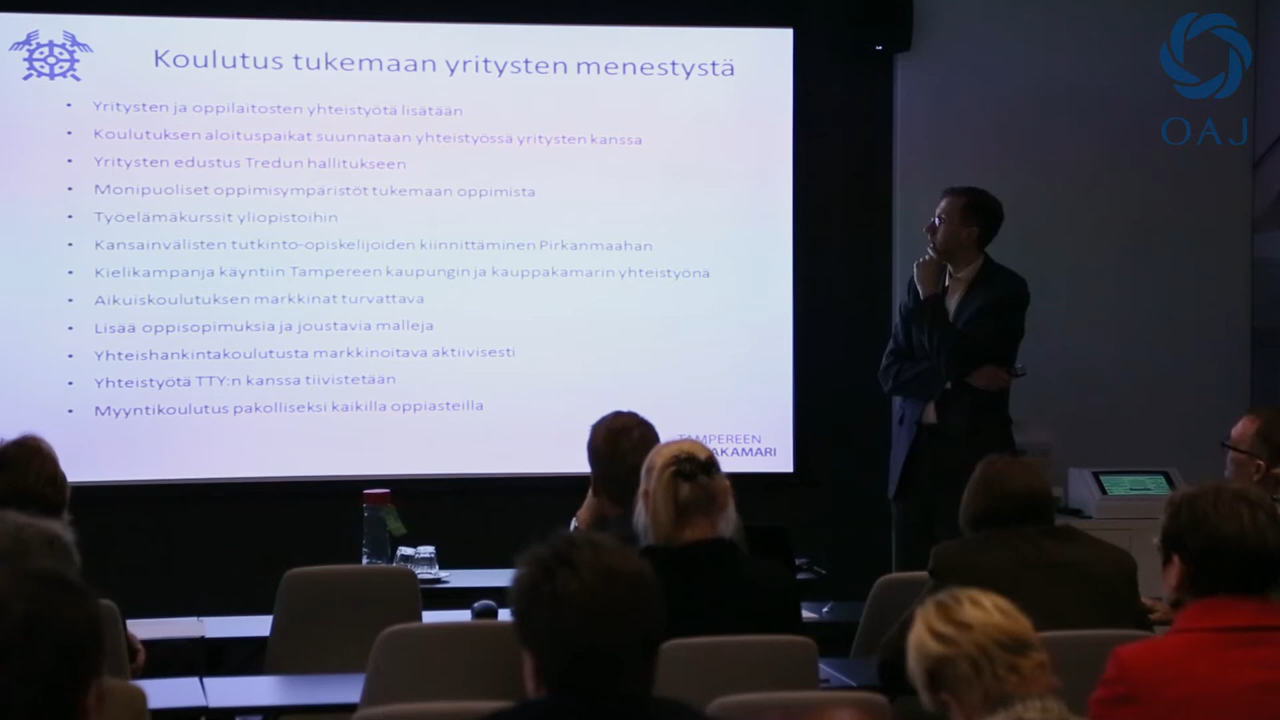 Koulutus tukemaan yritysten menestystä
• Yritysten ja oppilaitosten yhteistyötä lisätään
• Koulutuksen aloituspaikat suunnataan yhteistyössä yritysten kanssa
• Yritysten edustus Tredun hallitukseen
• Monipuoliset oppimisympäristöt tukemaan oppimista
• Työelämäkurssit yliopistoihin
• Kansainvälisten tutkinto-opiskelijoiden kiinnittäminen Pirkanmaahan
• Kielikampanja käyntiin Tampereen kaupungin ja kauppakamarin yhteistyönä
• Aikuiskoulutuksen markkinat turvattava
• Lisää oppisopimuksia ja joustavia malleja
• Yhteishankintakoulutusta markkinoitava aktiivisesti
• Yhteistyötä TTY:n kanssa tiivistetään
• Myyntikoulutus pakolliseksi kaikilla oppiasteilla
TAMPEREEN
AKAMARI
OAJ